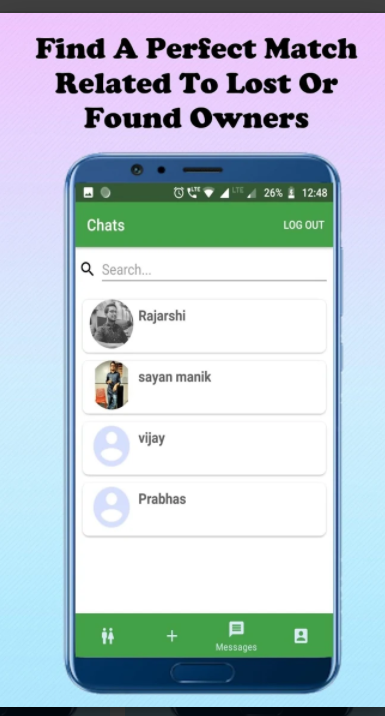 Find A Perfect Match
Related To Lost Or
Found Owners
LTE LTE 26% 12:48
Chats LOG OUT
Search...
Rajarshi
sayan manik
vijay
Prabhas
Messages